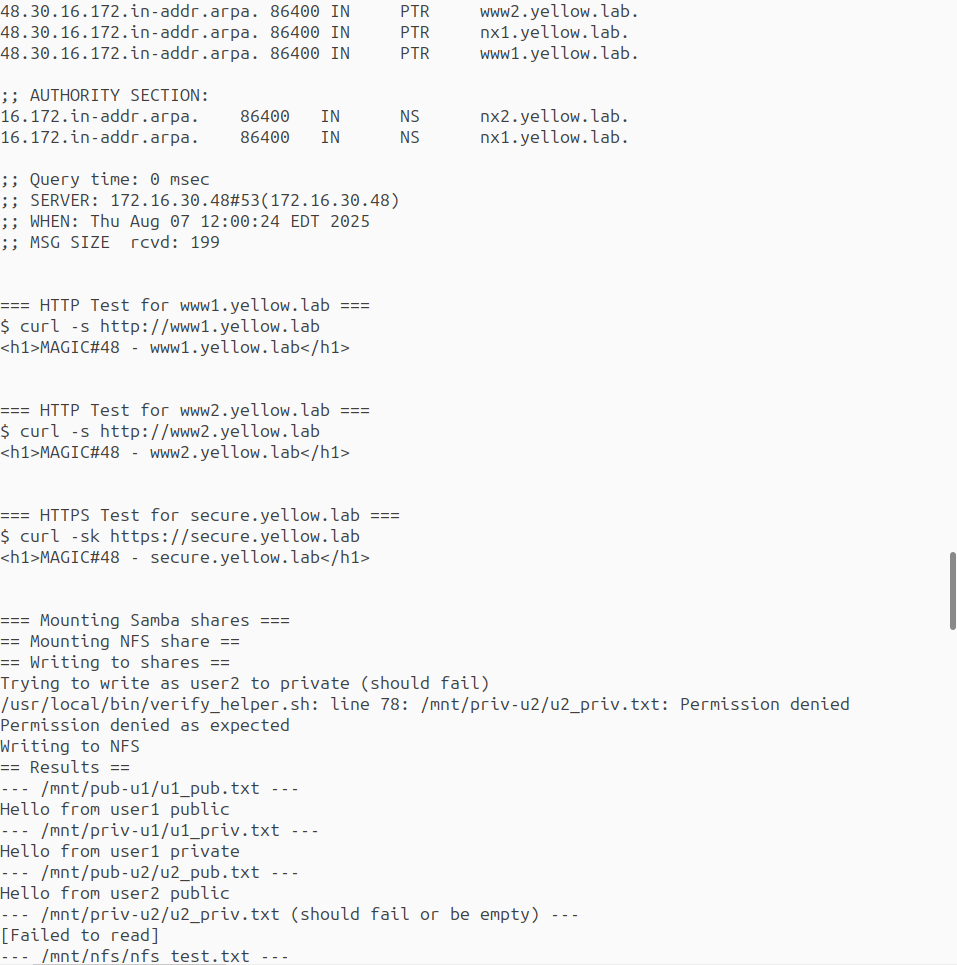 48.30.16.172.in-addr.arpa. 86400 IN     PTR     www2.yellow.lab.
48.30.16.172.in-addr.arpa. 86400 IN     PTR     nx1.yellow.lab.
48.30.16.172.in-addr.arpa. 86400 IN     PTR     www1.yellow.lab.
;; AUTHORITY SECTION:
16.172.in-addr.arpa.    86400   IN      NS      nx2.yellow.lab.
16.172.in-addr.arpa.    86400   IN      NS      nx1.yellow.lab.
;; Query time: 0 msec
;; SERVER: 172.16.30.48#53(172.16.30.48)
;; WHEN: Thu Aug 07 12:00:24 EDT 2025
;; MSG SIZE  rcvd: 199
=== HTTP Test for www1.yellow.lab ===
$ curl -s http://www1.yellow.lab
<h1>MAGIC#48 - www1.yellow.lab</h1>
=== HTTP Test for www2.yellow.lab ===
$ curl -s http://www2.yellow.lab
<h1>MAGIC#48 - www2.yellow.lab</h1>
=== HTTPS Test for secure.yellow.lab ===
$ curl -sk https://secure.yellow.lab
<h1>MAGIC#48 - secure.yellow.lab</h1>
=== Mounting Samba shares ===
== Mounting NFS share ==
== Writing to shares ==
Trying to write as user2 to private (should fail)
/usr/local/bin/verify_helper.sh: line 78: /mnt/priv-u2/u2_priv.txt: Permission denied
Permission denied as expected
Writing to NFS
== Results ==
--- /mnt/pub-u1/u1_pub.txt ---
Hello from user1 public
--- /mnt/priv-u1/u1_priv.txt ---
Hello from user1 private
--- /mnt/pub-u2/u2_pub.txt ---
Hello from user2 public
--- /mnt/priv-u2/u2_priv.txt (should fail or be empty) ---
[Failed to read]
--- /mnt/nfs/nfs_test.txt ---